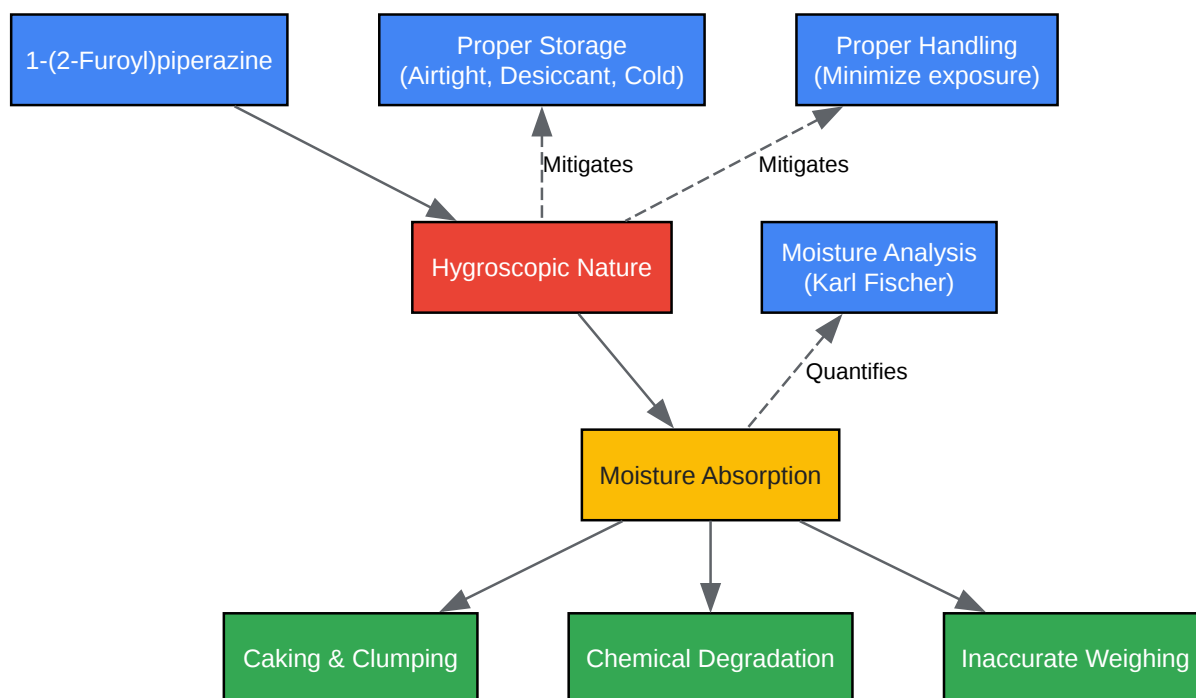 1-(2-Furoyl)piperazine
Proper Storage
(Airtight, Desiccant, Cold)
Proper Handling
(Minimize exposure)
Mitigates
Mitigates
Hygroscopic Nature
Moisture Analysis
(Karl Fischer)
Quantifies
Moisture Absorption
Caking & Clumping
Chemical Degradation
Inaccurate Weighing